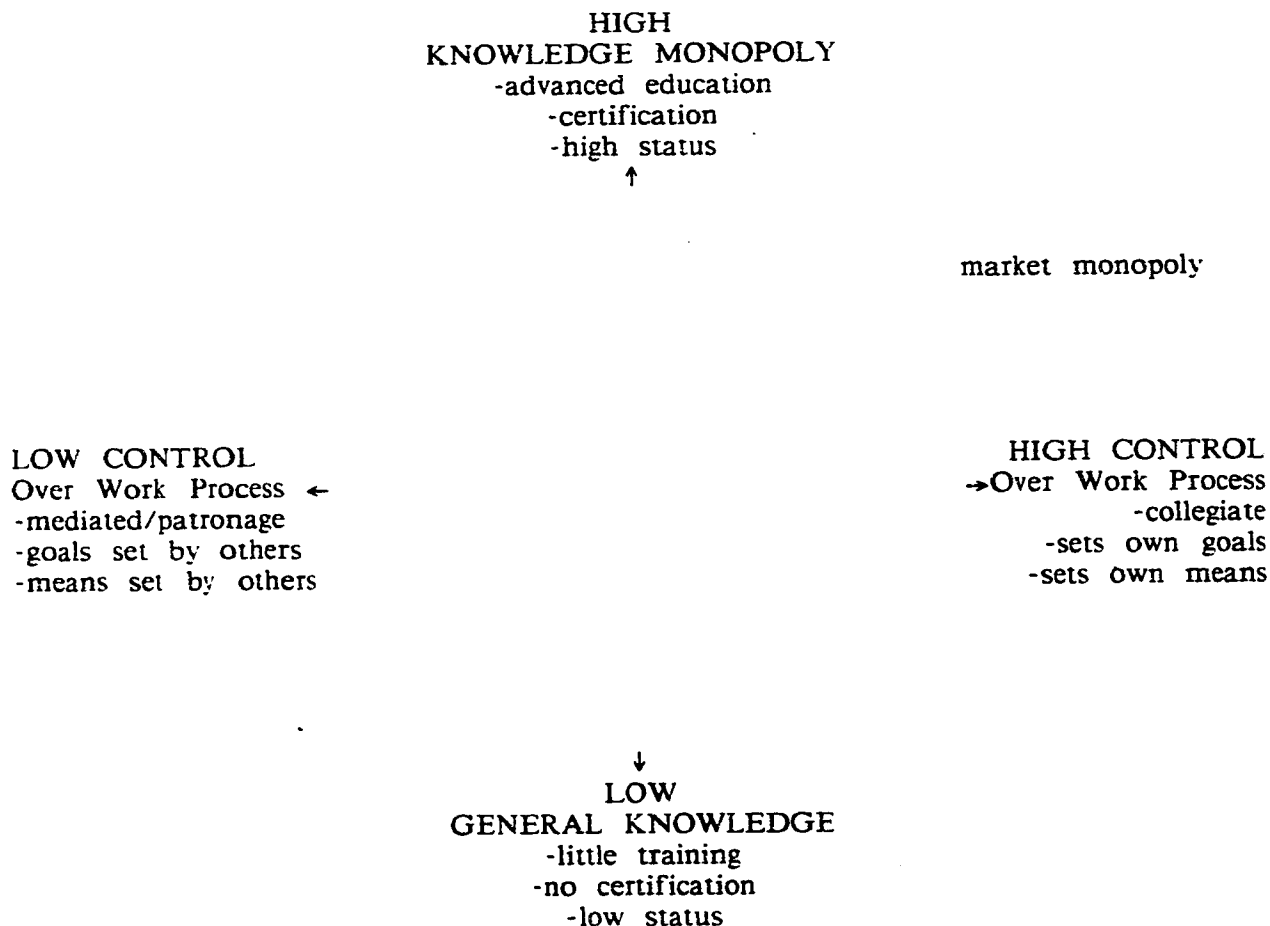 HIGH
KNOWLEDGE MONOPOLY
-advanced education
-certification
-high status
↑
market monopoly
LOW CONTROL
Over Work Process ←
-mediated/patronage
-goals set by others
-means set by others
HIGH CONTROL
→Over Work Process
-collegiate
-sets own goals
-sets own means
↓
LOW
GENERAL KNOWLEDGE
-little training
-no certification
-low status